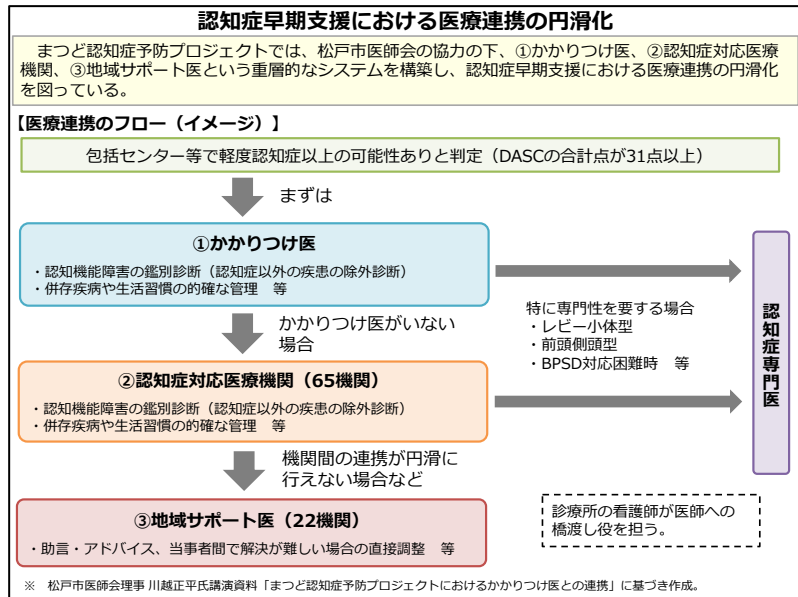 認知症早期支援における医療連携の円滑化
まつど認知症予防プロジェクトでは、松戸市医師会の協力の下、①かかりつけ医、②認知症対応医療
機関、③地域サポート医という重層的なシステムを構築し、認知症早期支援における医療連携の円滑化
を図っている。
【医療連携のフロー（イメージ）】
包括センター等で軽度認知症以上の可能性ありと判定（DASCの合計点が31点以上）
まずは
①かかりつけ医
・認知機能障害の鑑別診断（認知症以外の疾患の除外診断）
・併存疾病や生活習慣の的確な管理　等
かかりつけ医がいない
場合
特に専門性を要する場合
・レビー小体型
・前頭側頭型
・BPSD対応困難時　等
認知症専門医
②認知症対応医療機関（65機関）
・認知機能障害の鑑別診断（認知症以外の疾患の除外診断）
・併存疾病や生活習慣の的確な管理　等
機関間の連携が円滑に
行えない場合など
③地域サポート医（22機関）
・助言・アドバイス、当事者間で解決が難しい場合の直接調整　等
診療所の看護師が医師への
橋渡し役を担う。
※　松戸市医師会理事 川越正平氏講演資料「まつど認知症予防プロジェクトにおけるかかりつけ医との連携」に基づき作成。